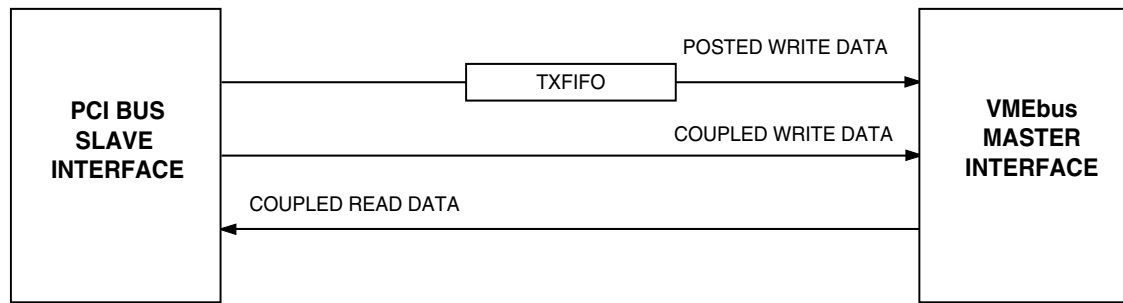 POSTED WRITE DATA
TXFIFO
PCI BUS
SLAVE
INTERFACE
VMEbus
MASTER
INTERFACE
COUPLED WRITE DATA
COUPLED READ DATA